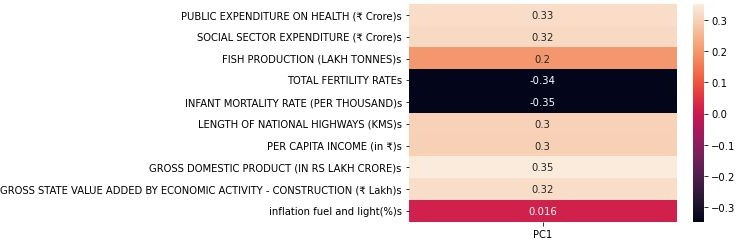 PUBLIC EXPENDITURE ON HEALTH (₹ Crore)s
0.33
SOCIAL SECTOR EXPENDITURE (₹ Crore)s
0.32
FISH PRODUCTION (LAKH TONNES)s
0.2
TOTAL FERTILITY RATEs
-0.34
INFANT MORTALITY RATE (PER THOUSAND)s
-0.35
LENGTH OF NATIONAL HIGHWAYS (KMS)s
0.3
PER CAPITA INCOME (in ₹)s
0.3
GROSS DOMESTIC PRODUCT (IN RS LAKH CRORE)s
0.35
GROSS STATE VALUE ADDED BY ECONOMIC ACTIVITY - CONSTRUCTION (₹ Lakh)s
0.32
inflation fuel and light(%)s
0.016
PC1
0.3
0.2
0.1
0.0
−0.1
−0.2
−0.3